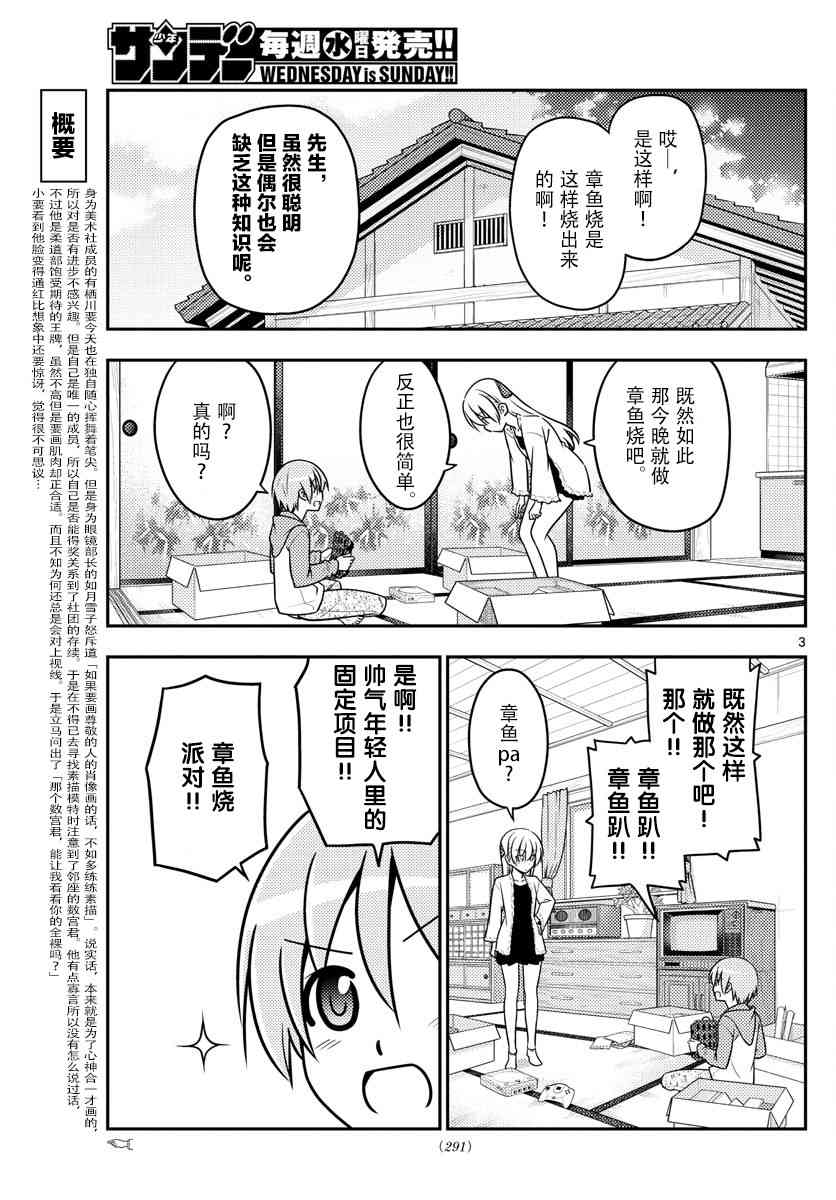 少年サンデー 毎週水曜日発売!!
WEDNESDAY is SUNDAY!!
哎—，
是这样啊！
章鱼烧是
这样烧出来
的啊！
先生，
虽然很聪明
但是偶尔也会
缺乏这种
知识呢。
既然如此
那今晚就做
章鱼烧吧。
反正也很
简单。
啊？
真的吗？
3
既然这样
就做那个吧！
那个!!
章鱼趴!!
章鱼趴!!
章鱼
pa？
是啊!!
帅气年轻人里的
固定项目!!
章鱼烧
派对!!
概要
身为美术社成员的有栖川要今天也在独自随心挥舞着笔尖。但是身为眼镜部长的如月雪子怒斥道「如果要画尊敬的人的肖像画的话，不如多练练素描」。说实话，本来就是为了心神合一才画的，
所以对是否有进步不感兴趣。但是自己是唯一的成员，所以自己是否能得奖关系到了社团的存续。于是在不得已去寻找素描模特时注意到了邻座的数宫君。他有点寡言所以没有怎么说过话，
不过他是柔道部饱受期待的王牌，虽然不高但是要画肌肉却正合适。而且不知为何还总是会对上视线。于是立马问出了「那个数宫君，能让我看看你的全裸吗？」
小要看到他脸变得通红比想象中还要惊讶，觉得很不可思议…
(291)